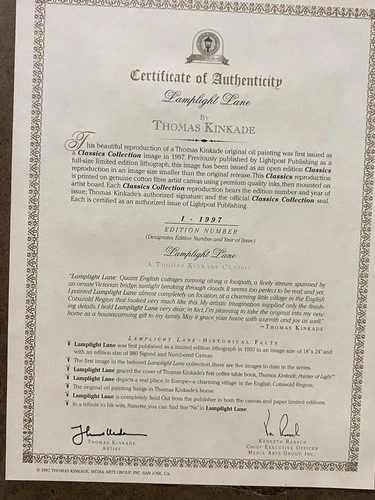 Certificate of Authenticity
Lamplight Lane
BY
THOMAS KINKADE
This beautiful reproduction of a Thomas Kinkade original oil painting was first issued as
a Classics Collection image in 1997. Previously published by Lightpost Publishing as a
full-size limited edition lithograph, this image has been issued as an open edition Classics
reproduction in an image size smaller than the original release. This Classics reproduction
is printed on genuine cotton fibre artist canvas using premium quality inks, then mounted on
artist board. Each Classics Collection reproduction bears the edition number and year of
issue; Thomas Kinkade's authorized signature; and the official Classics Collection seal.
Each is certified as an authorized issue of Lightpost Publishing.
1 - 1997
EDITION NUMBER
(Designates Edition Number and Year of Issue)
Lamplight Lane
A THOMAS KINKADE CLASSIC
"Lamplight Lane: Quaint English cottages running along a footpath, a lively stream spanned by
an ornate Victorian bridge, sunlight breaking through clouds. It seems too perfect to be real; and yet,
I painted Lamplight Lane almost completely on location, at a charming little village in the English
Cotswold Region that looked very much like this. My artistic imagination supplied only the finish-
ing details. I hold Lamplight Lane very dear; in fact, I'm planning to take the original into my new
home as a housewarming gift to my family. May it grace your home with warmth and joy as well."
—THOMAS KINKADE
LAMPLIGHT LANE–HISTORICAL FACTS
Lamplight Lane was first published as a limited edition lithograph in 1993 in an image size of 18" x 24" and
with an edition size of 980 Signed and Numbered Canvas.
The first image in the beloved Lamplight Lane collection, there are five images to date in the series.
Lamplight Lane graced the cover of Thomas Kinkade's first coffee table book, Thomas Kinkade: Painter of Light™.
Lamplight Lane depicts a real place in Europe—a charming village in the English Cotswold Region.
The original oil painting hangs in Thomas Kinkade's home.
Lamplight Lane is completely Sold Out from the publisher in both the canvas and paper limited editions.
In a tribute to his wife, Nanette, you can find five "Ns" in Lamplight Lane.
THOMAS KINKADE
ARTIST
KENNETH RAASCH
CHIEF EXECUTIVE OFFICER
MEDIA ARTS GROUP INC.
© 1997 THOMAS KINKADE, MEDIA ARTS GROUP, INC., SAN JOSE, CA.